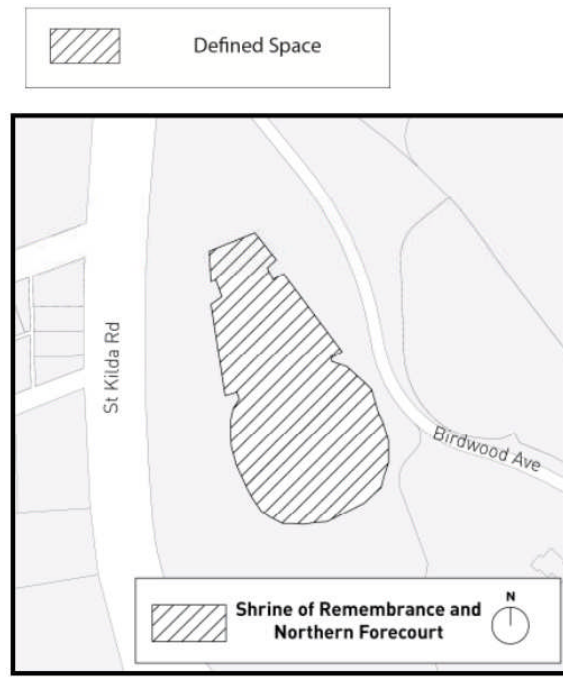 Defined Space
St Kilda Rd
Birdwood Ave
Shrine of Remembrance and
Northern Forecourt
N